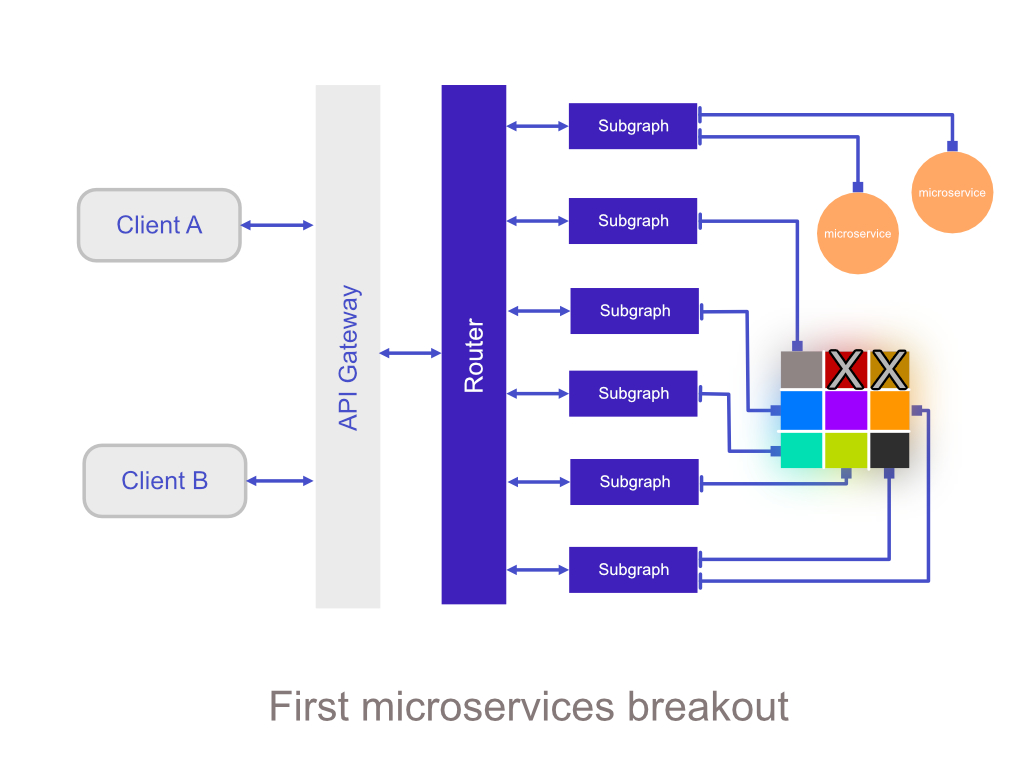 Client A
Client B
API Gateway
Router
Subgraph
Subgraph
Subgraph
Subgraph
Subgraph
Subgraph
microservice
microservice
X X
First microservices breakout